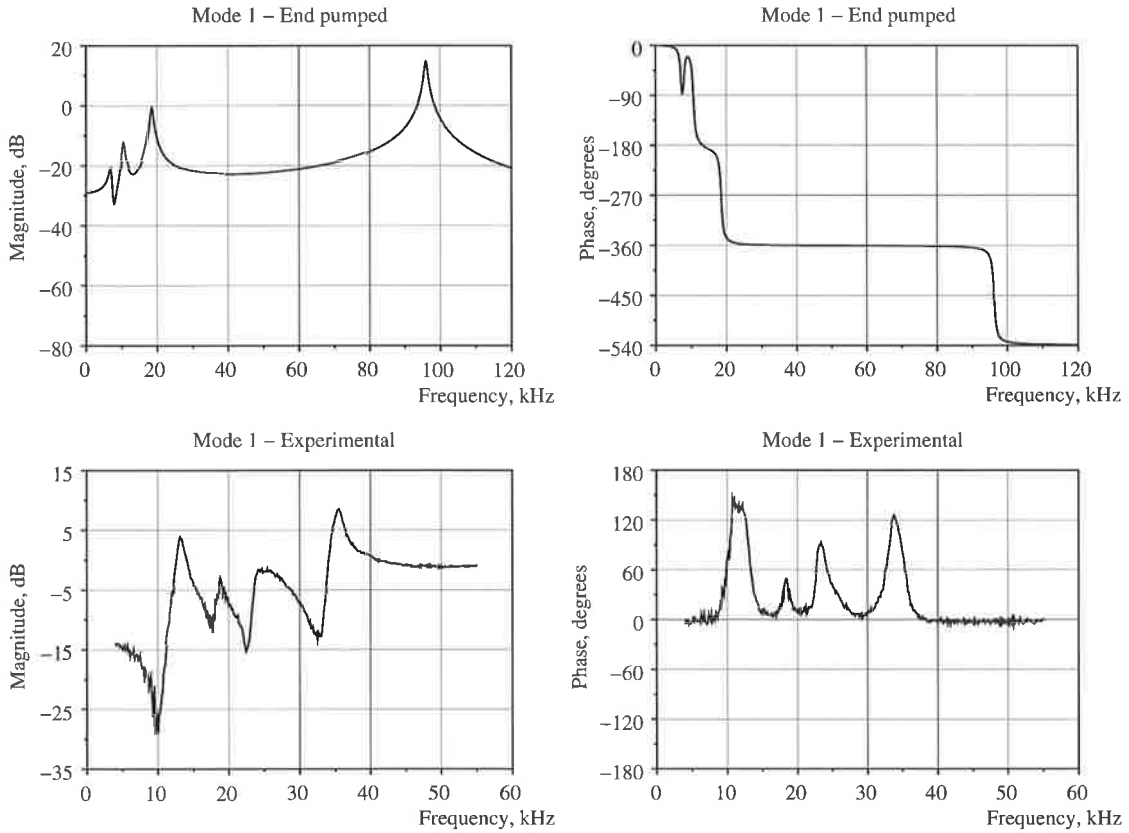 Mode 1 – End pumped
Magnitude, dB
20
0
−20
−40
−60
−80
0 20 40 60 80 100 120
Frequency, kHz
Mode 1 – End pumped
Phase, degrees
0
−90
−180
−270
−360
−450
−540
0 20 40 60 80 100 120
Frequency, kHz
Mode 1 – Experimental
Magnitude, dB
15
5
−5
−15
−25
−35
0 10 20 30 40 50 60
Frequency, kHz
Mode 1 – Experimental
Phase, degrees
180
120
60
0
−60
−120
−180
0 10 20 30 40 50 60
Frequency, kHz